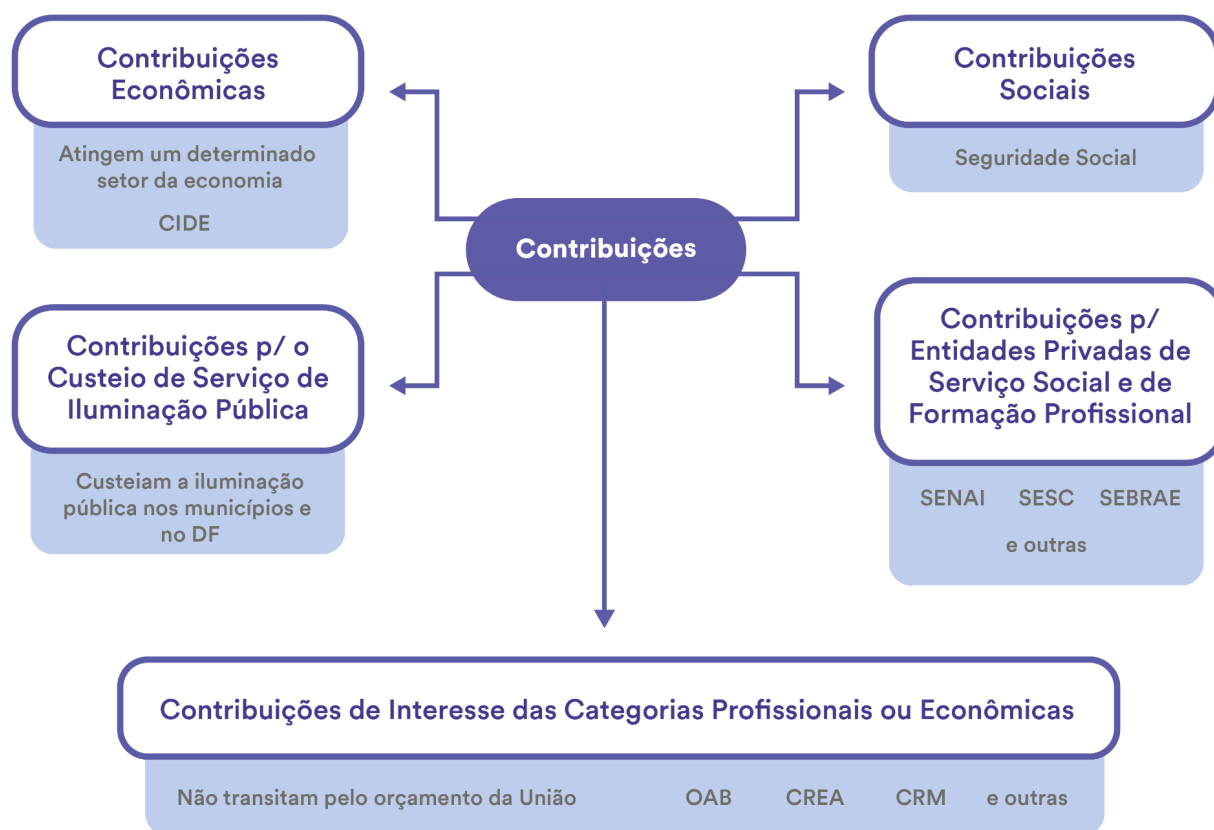 Contribuições
Econômicas
Atingem um determinado
setor da economia
CIDE
Contribuições
Sociais
Seguridade Social
Contribuições
Contribuições p/ o
Custeio de Serviço de
Iluminação Pública
Custeiam a iluminação
pública nos municípios e
no DF
Contribuições p/
Entidades Privadas de
Serviço Social e de
Formação Profissional
SENAI SESC SEBRAE
e outras
Contribuições de Interesse das Categorias Profissionais ou Econômicas
Não transitam pelo orçamento da União OAB CREA CRM e outras